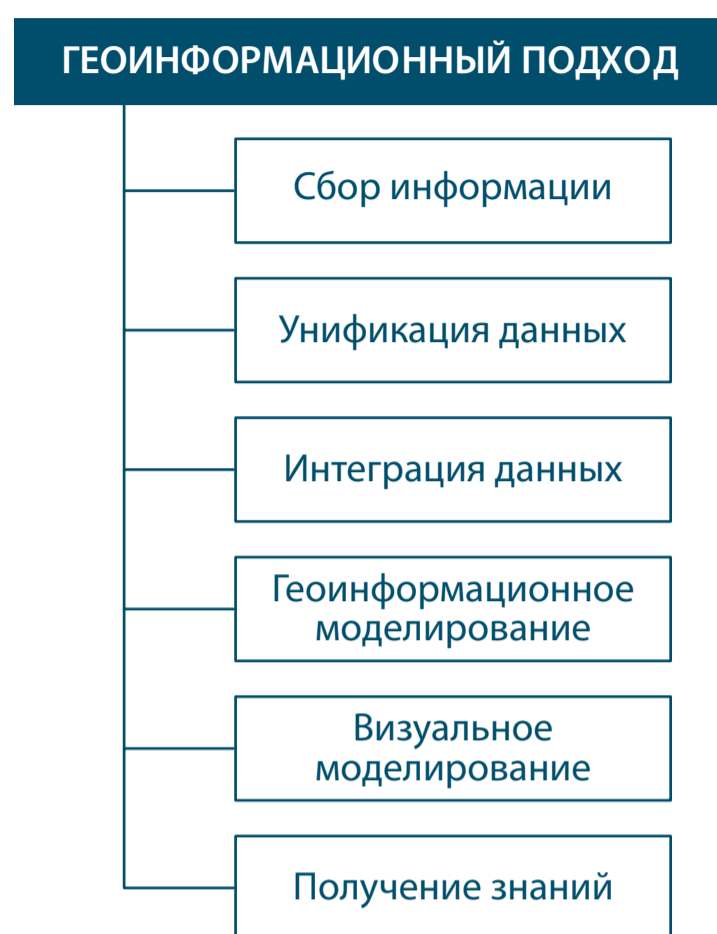 ГЕОИНФОРМАЦИОННЫЙ ПОДХОД
Сбор информации
Унификация данных
Интеграция данных
Геоинформационное
моделирование
Визуальное
моделирование
Получение знаний